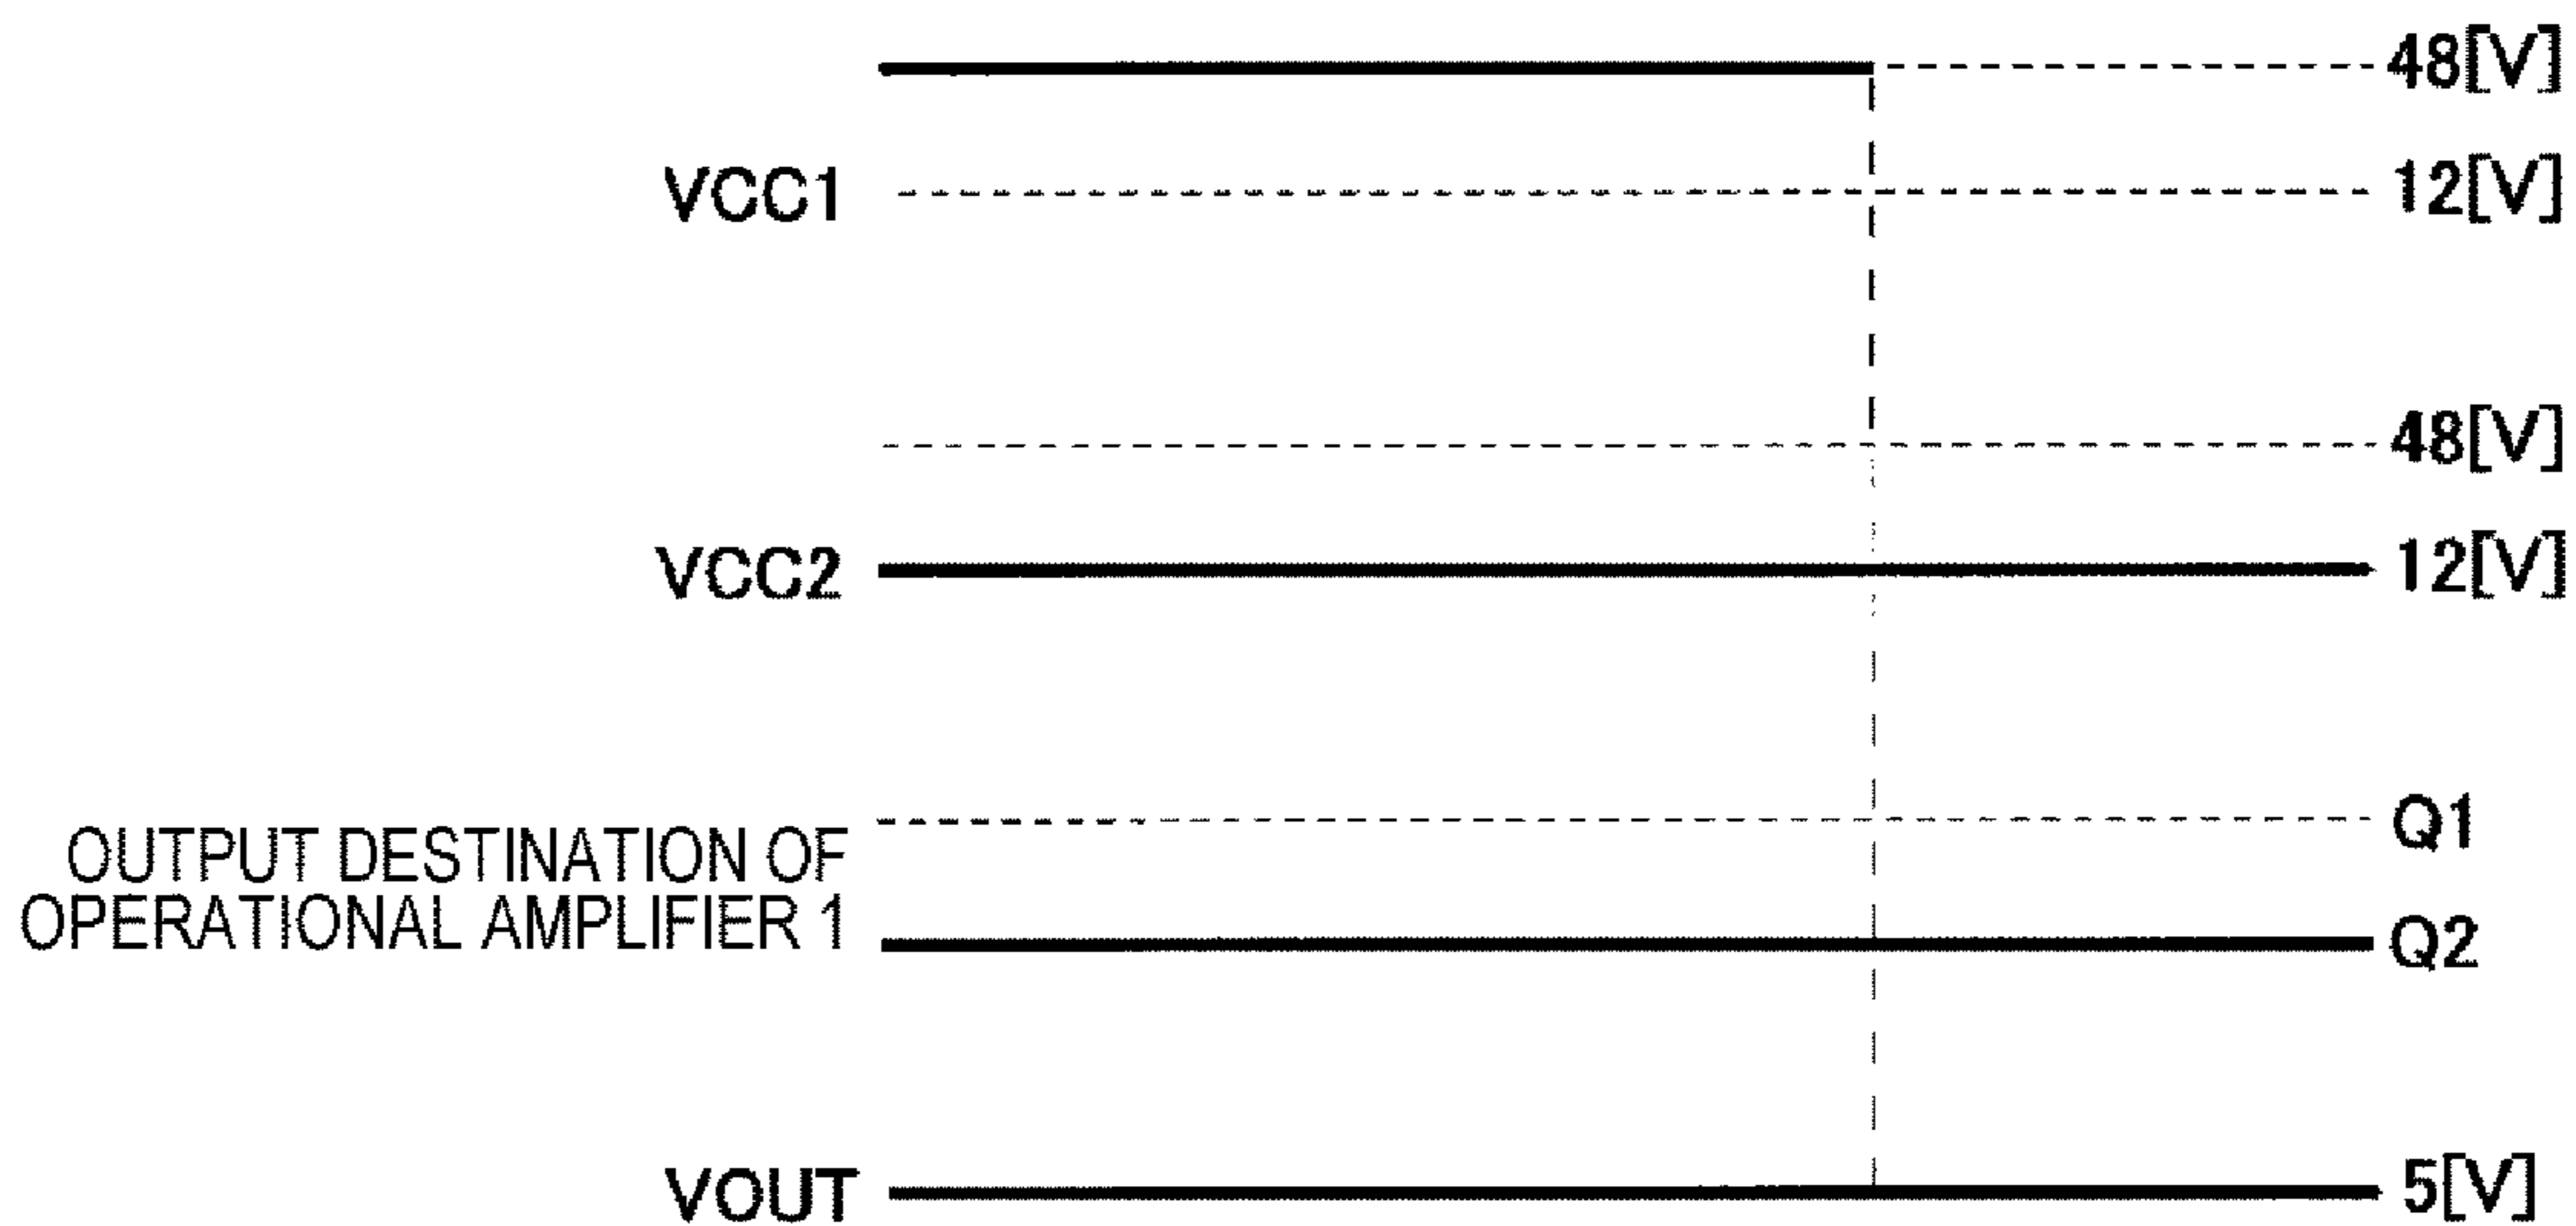 48[V]
VCC1
12[V]
48[V]
VCC2
12[V]
Q1
OUTPUT DESTINATION OF
OPERATIONAL AMPLIFIER 1
Q2
VOUT
5[V]